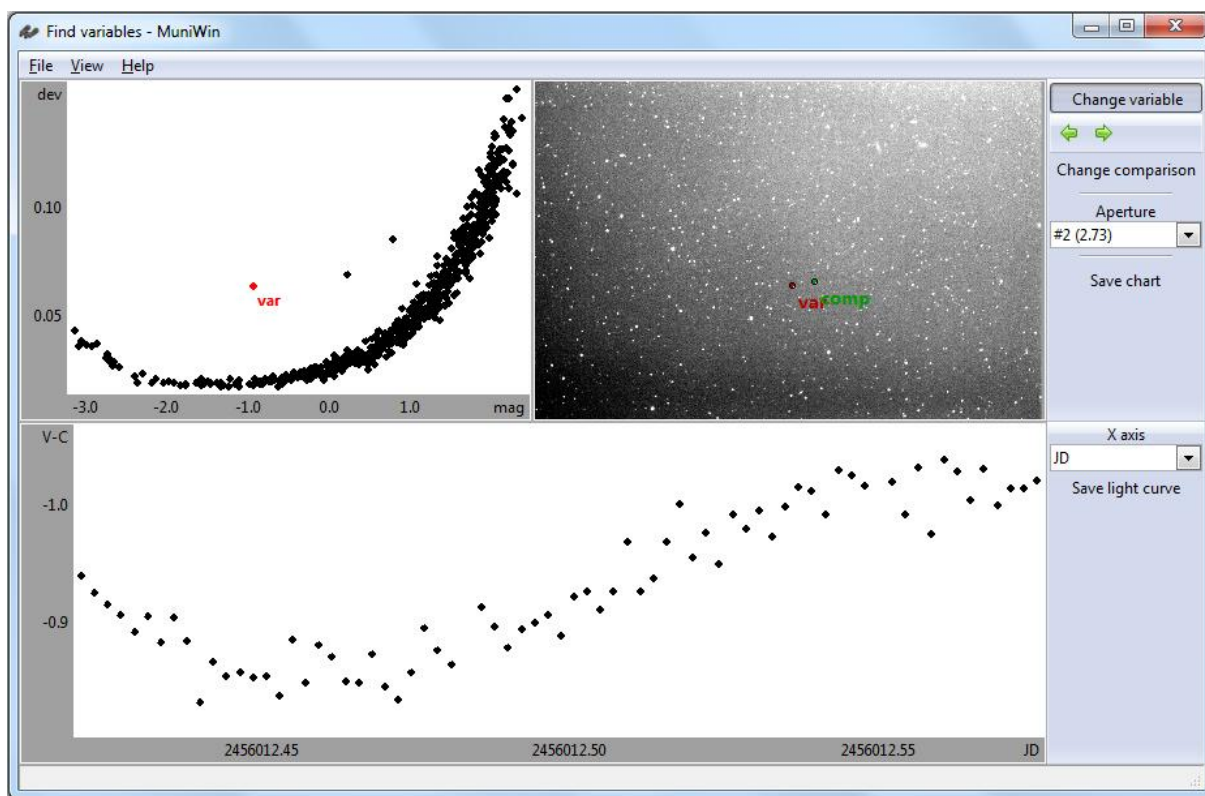 Find variables - MuniWin
File View Help
dev
0.10
0.05
-3.0 -2.0 -1.0 0.0 1.0 mag
var
var
comp
Change variable
Change comparison
Aperture
#2 (2.73)
Save chart
V-C
-1.0
-0.9
2456012.45 2456012.50 2456012.55 JD
X axis
JD
Save light curve